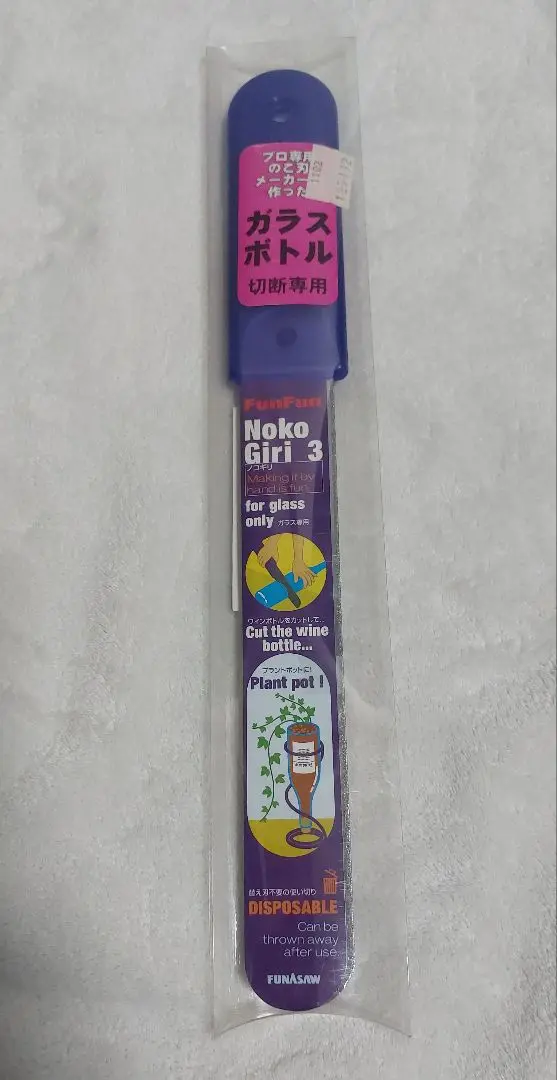 プロ専用
のこ刃
メーカー
作った
ガラス
ボトル
切断専用
FunFun
Noko
Giri 3
ノコギリ
Making it by
hand is fun
for glass
only ガラス専用
ワインボトルをカットして...
Cut the wine
bottle...
プラントポットに!
Plant pot !
替え刃不要の使い切り
DISPOSABLE
Can be
thrown away
after use.
FUNASAW